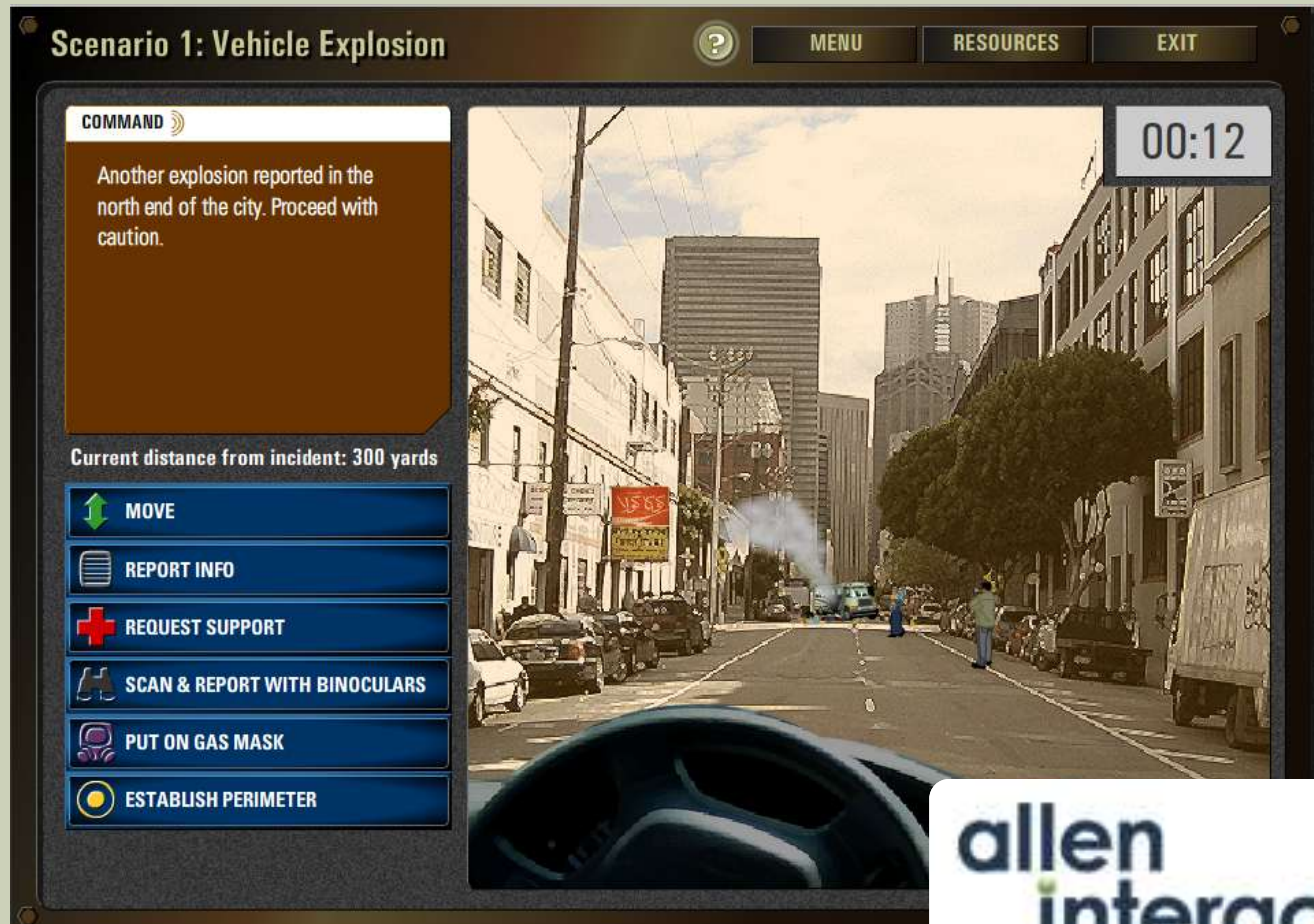 Scenario 1: Vehicle Explosion
?
MENU
RESOURCES
EXIT
COMMAND
Another explosion reported in the
north end of the city. Proceed with
caution.
00:12
Current distance from incident: 300 yards
MOVE
REPORT INFO
REQUEST SUPPORT
SCAN & REPORT WITH BINOCULARS
PUT ON GAS MASK
ESTABLISH PERIMETER
allen